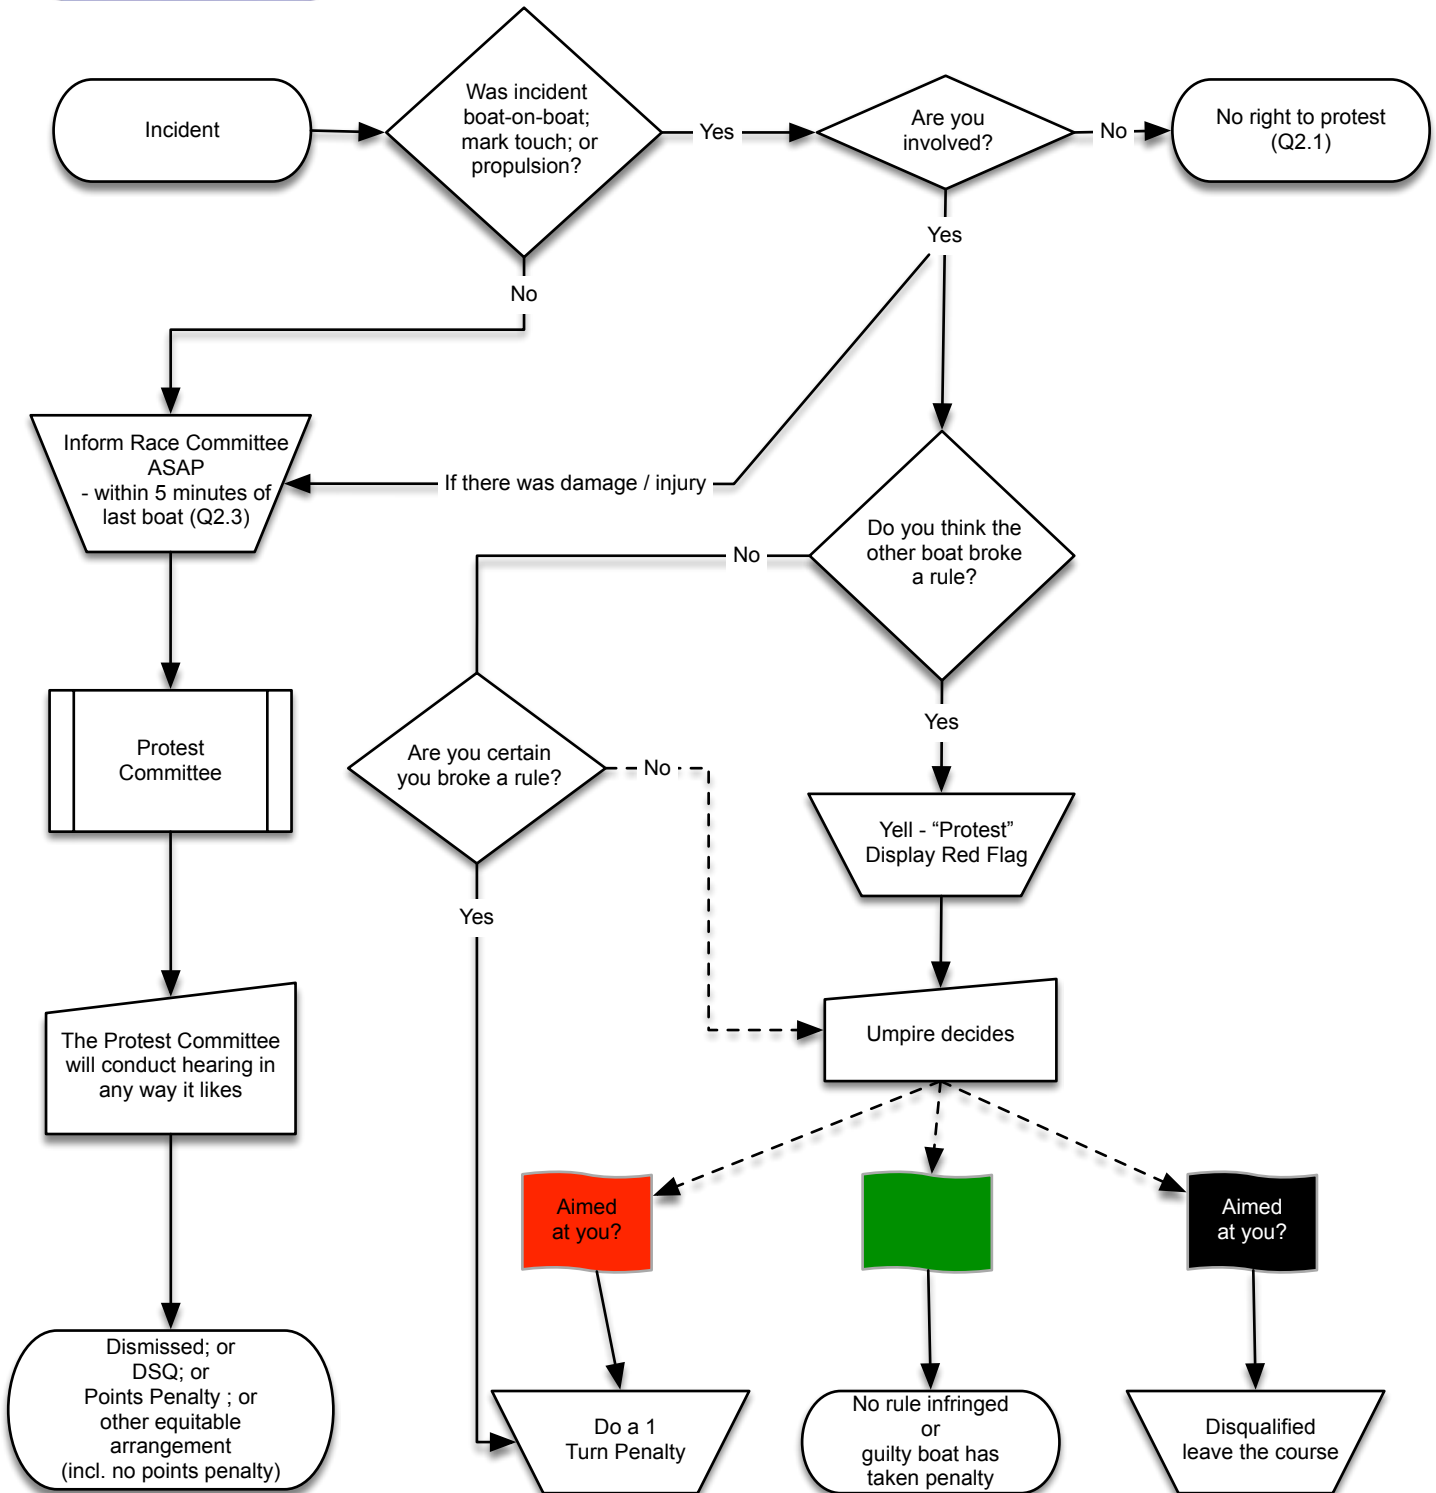 Incident
Was incident
boat-on-boat;
mark touch; or
propulsion?
Yes
Are you
involved?
No
No right to protest
(Q2.1)
Yes
No
Inform Race Committee
ASAP
- within 5 minutes of
last boat (Q2.3)
If there was damage / injury
Do you think the
other boat broke
a rule?
No
Yes
Protest
Committee
Are you certain
you broke a rule?
No
Yell - “Protest”
Display Red Flag
Yes
The Protest Committee
will conduct hearing in
any way it likes
Umpire decides
Aimed
at you?
Aimed
at you?
Dismissed; or
DSQ; or
Points Penalty ; or
other equitable
arrangement
(incl. no points penalty)
Do a 1
Turn Penalty
No rule infringed
or
guilty boat has
taken penalty
Disqualified
leave the course